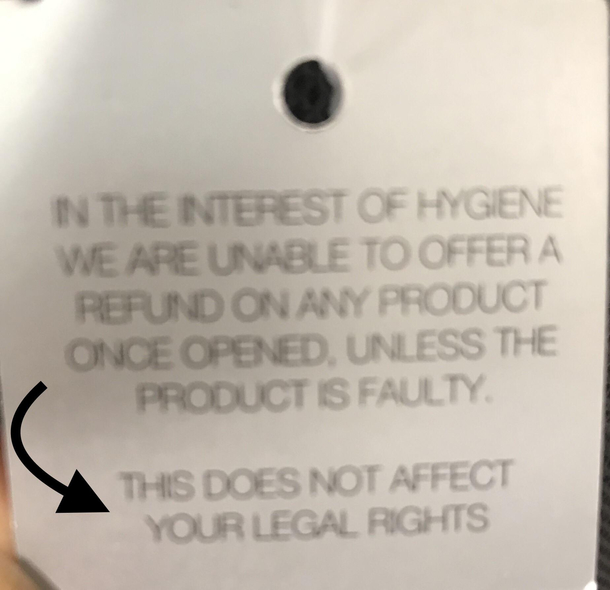 IN THE INTEREST OF HYGIENE
WE ARE UNABLE TO OFFER A
REFUND ON ANY PRODUCT
ONCE OPENED, UNLESS THE
PRODUCT IS FAULTY.
THIS DOES NOT AFFECT
YOUR LEGAL RIGHTS